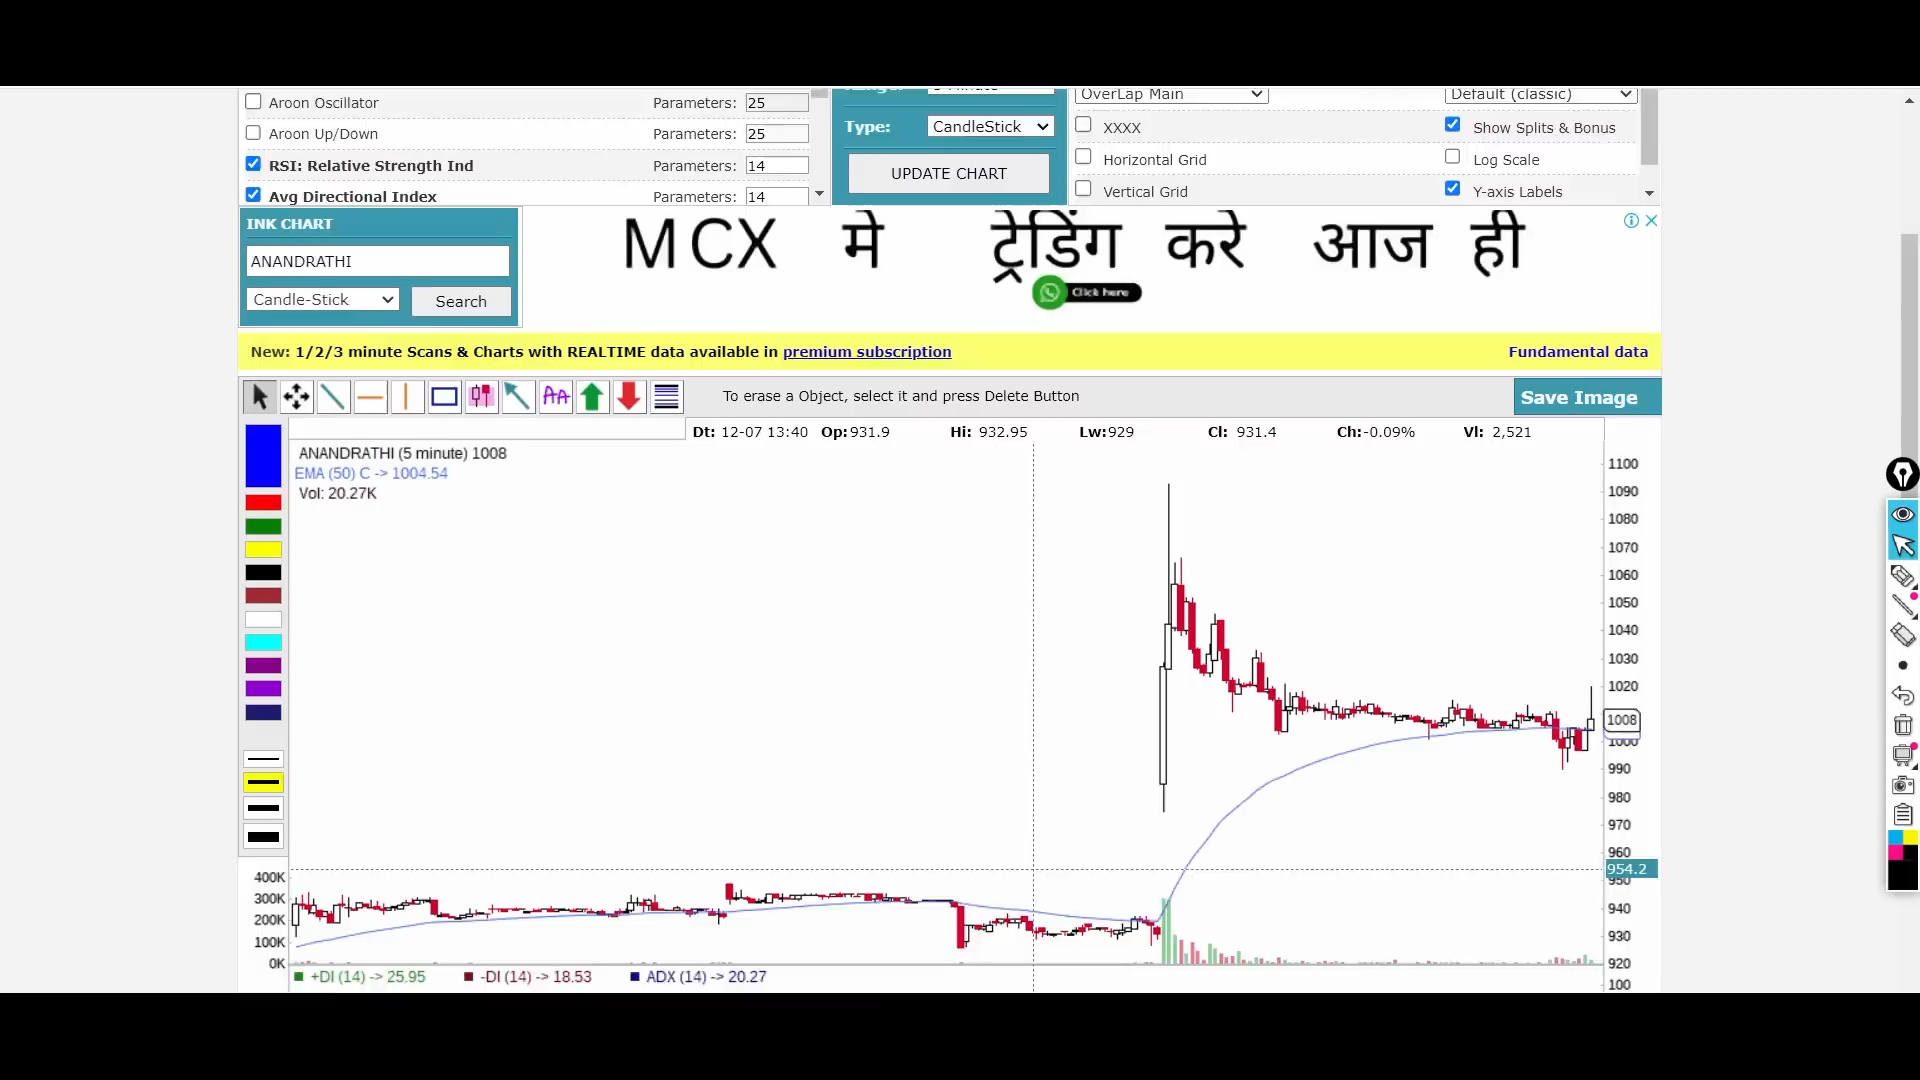 OverLap Main Default (classic)
Aroon Oscillator Parameters: 25
Aroon Up/Down Parameters: 25
RSI: Relative Strength Ind Parameters: 14
Avg Directional Index Parameters: 14
Type: CandleStick
UPDATE CHART
XXXX Show Splits & Bonus
Horizontal Grid Log Scale
Vertical Grid Y-axis Labels
INK CHART
ANANDRATHI
Candle-Stick Search
MCX मे ट्रेडिंग करे आज ही
Click here
New: 1/2/3 minute Scans & Charts with REALTIME data available in premium subscription Fundamental data
AA To erase a Object, select it and press Delete Button Save Image
Dt: 12-07 13:40 Op:931.9 Hi: 932.95 Lw:929 Cl: 931.4 Ch:-0.09% Vl: 2,521
ANANDRATHI (5 minute) 1008
EMA (50) C -> 1004.54
Vol: 20.27K
1100
1090
1080
1070
1060
1050
1040
1030
1020
1008
1000
990
980
970
960
954.2
950
940
930
920
100
400K
300K
200K
100K
0K
+DI (14) -> 25.95 -DI (14) -> 18.53 ADX (14) -> 20.27